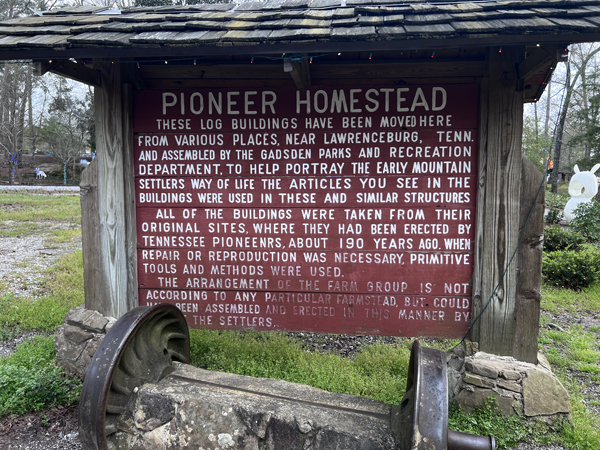 PIONEER HOMESTEAD
THESE LOG BUILDINGS HAVE BEEN MOVED HERE
FROM VARIOUS PLACES, NEAR LAWRENCEBURG, TENN.
AND ASSEMBLED BY THE GADSDEN PARKS AND RECREATION
DEPARTMENT, TO HELP PORTRAY THE EARLY MOUNTAIN
SETTLERS WAY OF LIFE THE ARTICLES YOU SEE IN THE
BUILDINGS WERE USED IN THESE AND SIMILAR STRUCTURES
ALL OF THE BUILDINGS WERE TAKEN FROM THEIR
ORIGINAL SITES, WHERE THEY HAD BEEN ERECTED BY
TENNESSEE PIONEENRS, ABOUT 190 YEARS AGO. WHEN
REPAIR OR REPRODUCTION WAS NECESSARY, PRIMITIVE
TOOLS AND METHODS WERE USED.
THE ARRANGEMENT OF THE FARM GROUP IS NOT
ACCORDING TO ANY PARTICULAR FARMSTEAD, BUT COULD
HAVE BEEN ASSEMBLED AND ERECTED IN THIS MANNER BY
THE SETTLERS.